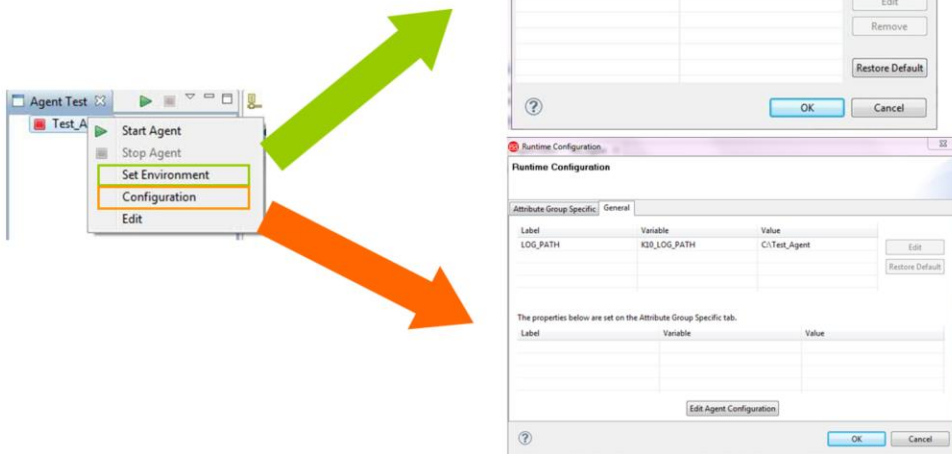 Edit
Remove
Restore Default
OK Cancel
Agent Test
Test_A
Start Agent
Stop Agent
Set Environment
Configuration
Edit
Runtime Configuration
Runtime Configuration
Attribute Group Specific General
Label Variable Value
LOG_PATH K10_LOG_PATH C:\Test_Agent
Edit
Restore Default
The properties below are set on the Attribute Group Specific tab.
Label Variable Value
Edit Agent Configuration
OK Cancel